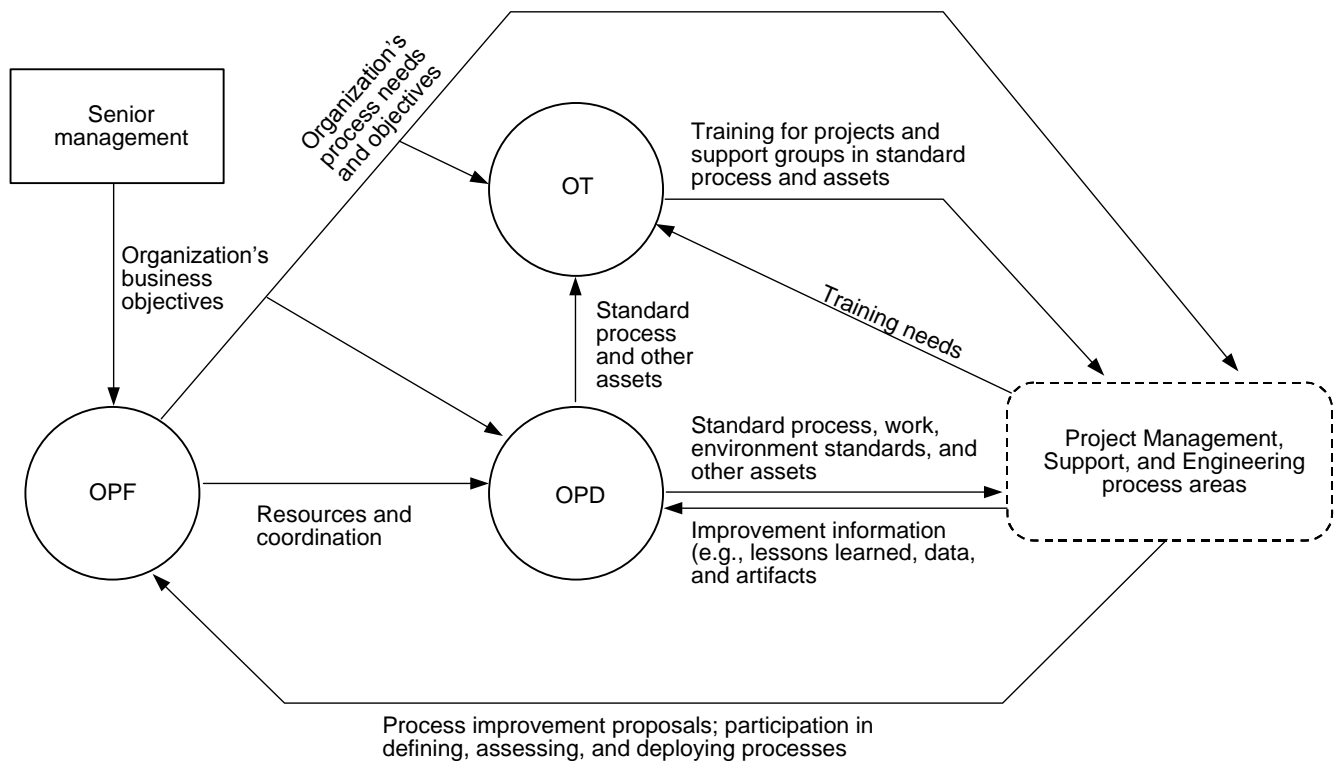 Organization’s
process needs
and objectives
Senior
management
Training for projects and
support groups in standard
process and assets
OT
Organization’s
business
objectives
Training needs
Standard
process
and other
assets
Standard process, work,
environment standards, and
other assets
Project Management,
Support, and Engineering
process areas
OPF
OPD
Resources and
coordination
Improvement information
(e.g., lessons learned, data,
and artifacts
Process improvement proposals; participation in
defining, assessing, and deploying processes